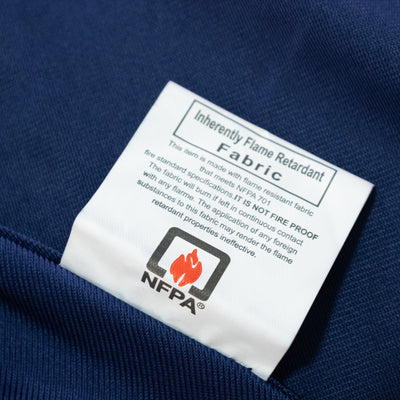 Inherently Flame Retardant
Fabric
This item is made with flame resistant fabric
that meets NFPA 701
fire standard specifications.IT IS NOT FIRE PROOF
The fabric will burn if left in continuous contact
with any flame. The application of any foreign
substances to this fabric may render the flame
retardant properties ineffective.
NFPA®